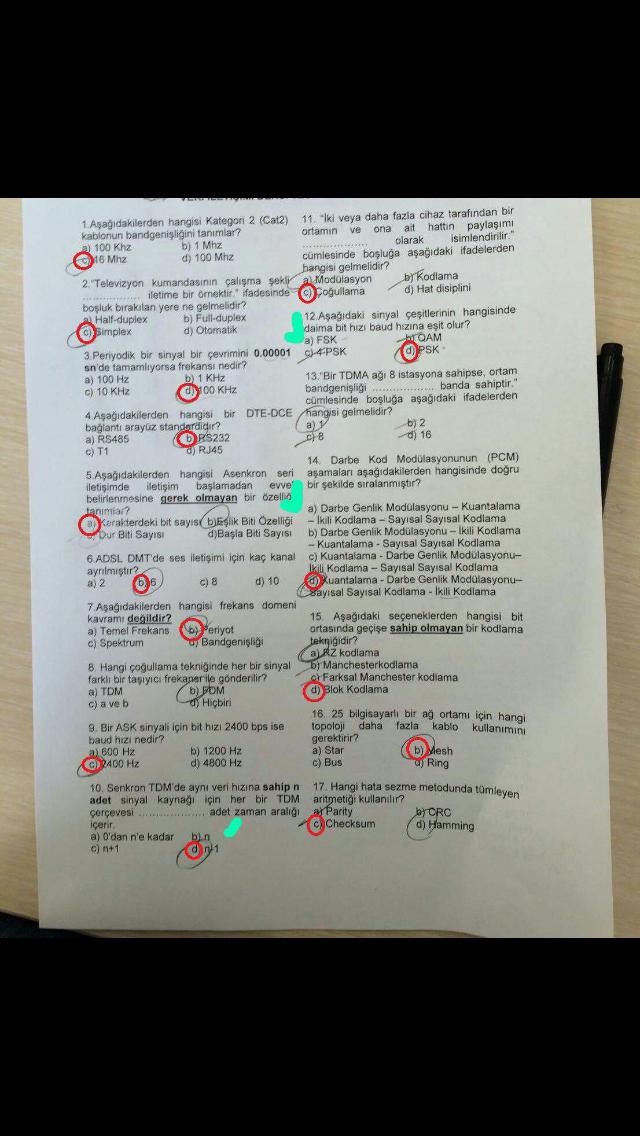 1.Aşağıdakilerden hangisi Kategori 2 (Cat2)
kablonun bandgenişliğini tanımlar?
a) 100 Khz b) 1 Mhz
c) 16 Mhz d) 100 Mhz
2."Televizyon kumandasının çalışma şekli
.................. iletime bir örnektir." ifadesinde
boşluk bırakılan yere ne gelmelidir?
a) Half-duplex b) Full-duplex
c) Simplex d) Otomatik
3.Periyodik bir sinyal bir çevrimini 0.00001
sn'de tamamlıyorsa frekansı nedir?
a) 100 Hz b) 1 KHz
c) 10 KHz d) 100 KHz
4.Aşağıdakilerden hangisi bir DTE-DCE
bağlantı arayüz standardıdır?
a) RS485 b) RS232
c) T1 d) RJ45
5.Aşağıdakilerden hangisi Asenkron seri
iletişimde iletişim başlamadan evvel
belirlenmesine gerek olmayan bir özelliği
tanımlar?
a) Karakterdeki bit sayısı b)Eşlik Biti Özelliği
c) Dur Biti Sayısı d)Başla Biti Sayısı
6.ADSL DMT'de ses iletişimi için kaç kanal
ayrılmıştır?
a) 2 b) 6 c) 8 d) 10
7.Aşağıdakilerden hangisi frekans domeni
kavramı değildir?
a) Temel Frekans b) Periyot
c) Spektrum d) Bandgenişliği
8. Hangi çoğullama tekniğinde her bir sinyal
farklı bir taşıyıcı frekansı ile gönderilir?
a) TDM b) FDM
c) a ve b d) Hiçbiri
9. Bir ASK sinyali için bit hızı 2400 bps ise
baud hızı nedir?
a) 600 Hz b) 1200 Hz
c) 2400 Hz d) 4800 Hz
10. Senkron TDM'de aynı veri hızına sahip n
adet sinyal kaynağı için her bir TDM
çerçevesi .................. adet zaman aralığı
içerir.
a) 0'dan n'e kadar b) n
c) n+1 d) n-1
11. "İki veya daha fazla cihaz tarafından bir
ortamın ve ona ait hattın paylaşımı
.................. olarak isimlendirilir."
cümlesinde boşluğa aşağıdaki ifadelerden
hangisi gelmelidir?
a) Modülasyon b) Kodlama
c) Çoğullama d) Hat disiplini
12.Aşağıdaki sinyal çeşitlerinin hangisinde
daima bit hızı baud hızına eşit olur?
a) FSK b) QAM
c) 4-PSK d) PSK
13."Bir TDMA ağı 8 istasyona sahipse, ortam
bandgenişliği .................. banda sahiptir."
cümlesinde boşluğa aşağıdaki ifadelerden
hangisi gelmelidir?
a) 1 b) 2
c) 8 d) 16
14. Darbe Kod Modülasyonunun (PCM)
aşamaları aşağıdakilerden hangisinde doğru
bir şekilde sıralanmıştır?
a) Darbe Genlik Modülasyonu – Kuantalama
– İkili Kodlama – Sayısal Sayısal Kodlama
b) Darbe Genlik Modülasyonu – İkili Kodlama
– Kuantalama - Sayısal Sayısal Kodlama
c) Kuantalama - Darbe Genlik Modülasyonu–
İkili Kodlama – Sayısal Sayısal Kodlama
d) Kuantalama - Darbe Genlik Modülasyonu–
Sayısal Sayısal Kodlama - İkili Kodlama
15. Aşağıdaki seçeneklerden hangisi bit
ortasında geçişe sahip olmayan bir kodlama
tekniğidir?
a) RZ kodlama
b) Manchesterkodlama
c) Farksal Manchester kodlama
d) Blok Kodlama
16. 25 bilgisayarlı bir ağ ortamı için hangi
topoloji daha fazla kablo kullanımını
gerektirir?
a) Star b) Mesh
c) Bus d) Ring
17. Hangi hata sezme metodunda tümleyen
aritmetiği kullanılır?
a) Parity b) CRC
c) Checksum d) Hamming